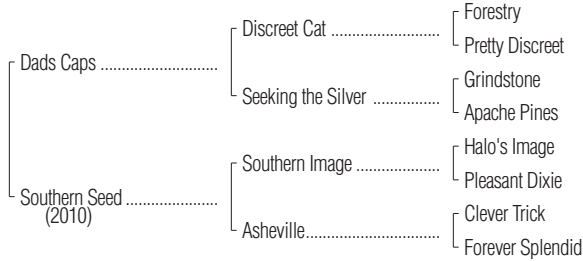 Forestry
Discreet Cat ........................
Pretty Discreet
Dads Caps ..........................
Grindstone
Seeking the Silver ...............
Apache Pines
Halo's Image
Southern Image ...................
Pleasant Dixie
Southern Seed ....................
(2010)
Clever Trick
Asheville..............................
Forever Splendid